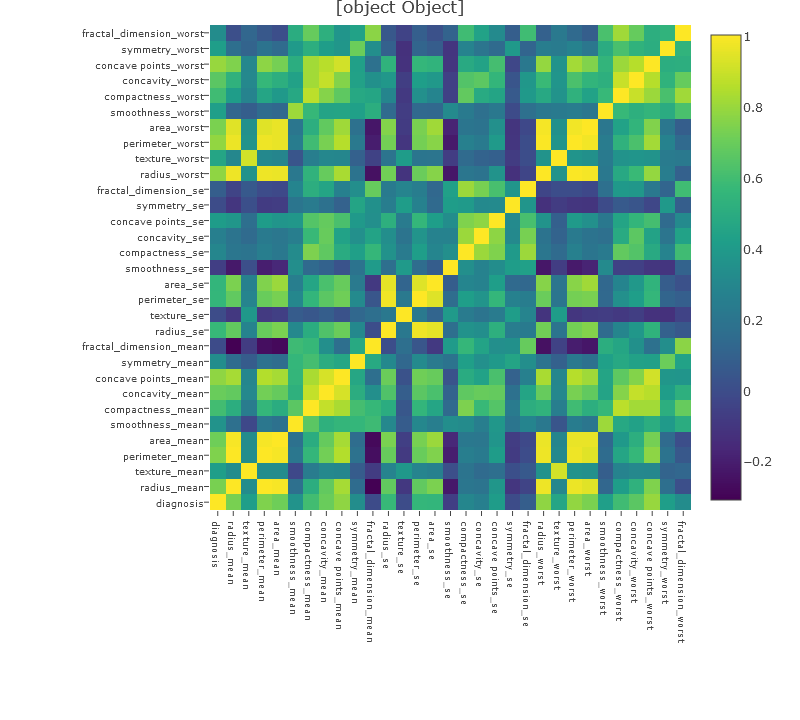 [object Object]
fractal_dimension_worst
symmetry_worst
concave points_worst
concavity_worst
compactness_worst
smoothness_worst
area_worst
perimeter_worst
texture_worst
radius_worst
fractal_dimension_se
symmetry_se
concave points_se
concavity_se
compactness_se
smoothness_se
area_se
perimeter_se
texture_se
radius_se
fractal_dimension_mean
symmetry_mean
concave points_mean
concavity_mean
compactness_mean
smoothness_mean
area_mean
perimeter_mean
texture_mean
radius_mean
diagnosis
diagnosis
radius_mean
texture_mean
perimeter_mean
area_mean
smoothness_mean
compactness_mean
concavity_mean
concave points_mean
symmetry_mean
fractal_dimension_mean
radius_se
texture_se
perimeter_se
area_se
smoothness_se
compactness_se
concavity_se
concave points_se
symmetry_se
fractal_dimension_se
radius_worst
texture_worst
perimeter_worst
area_worst
smoothness_worst
compactness_worst
concavity_worst
concave points_worst
symmetry_worst
fractal_dimension_worst
1
0.8
0.6
0.4
0.2
0
−0.2